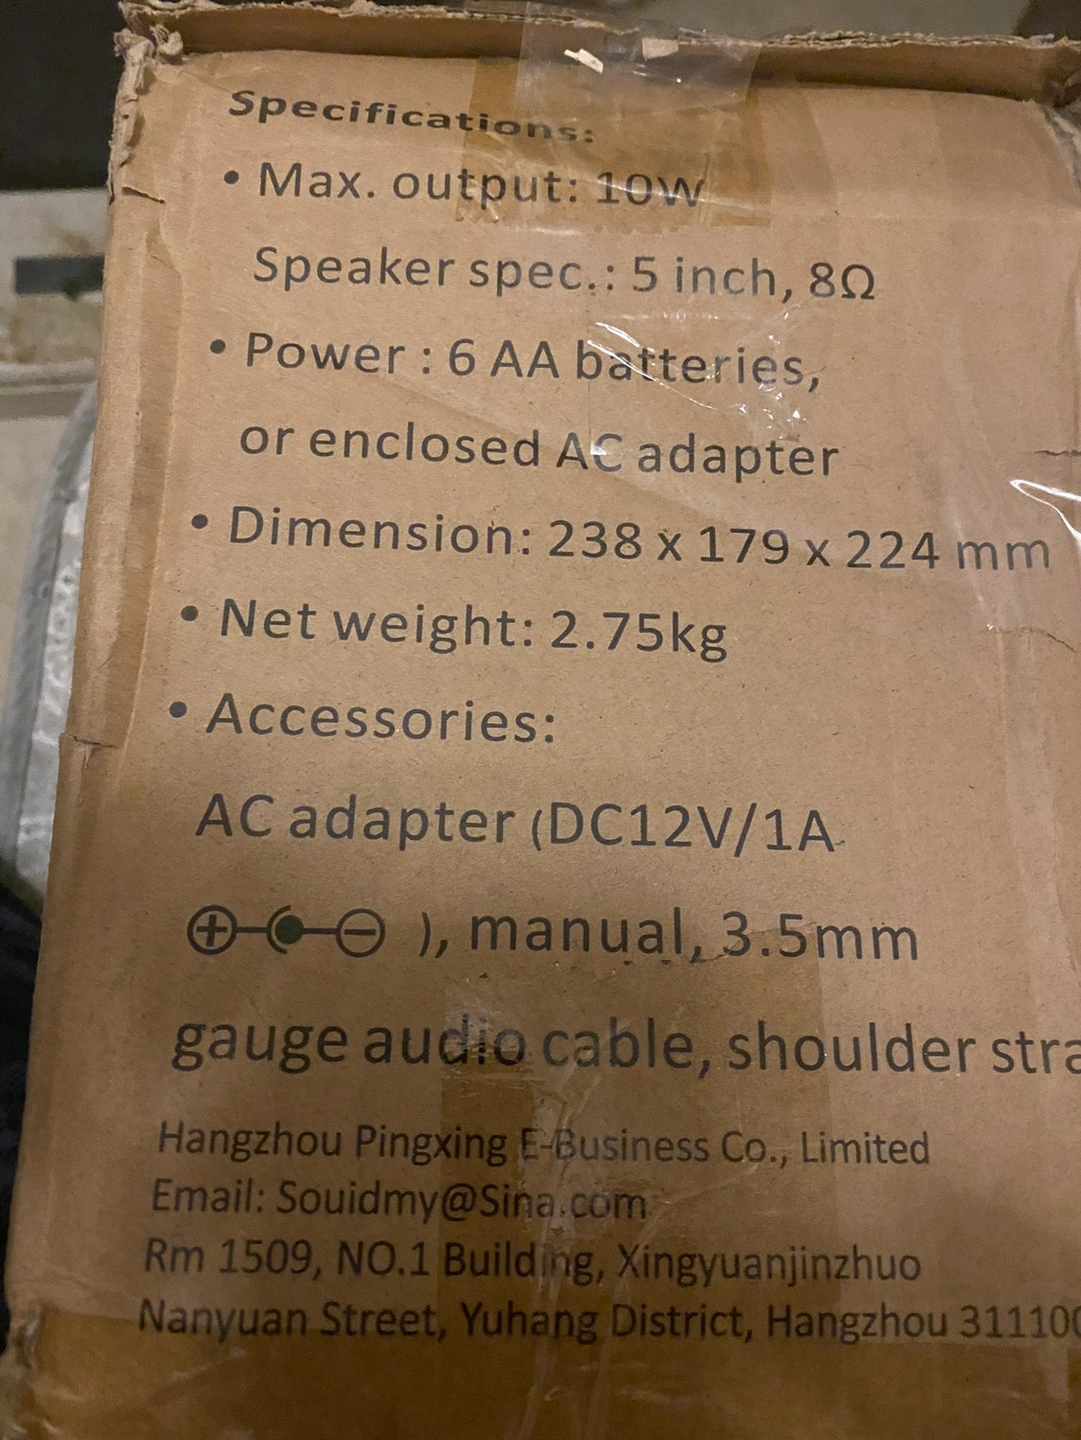 Specifications:
• Max. output: 10W
Speaker spec.: 5 inch, 8Ω
• Power : 6 AA batteries,
or enclosed AC adapter
• Dimension: 238 x 179 x 224 mm
• Net weight: 2.75kg
• Accessories:
AC adapter (DC12V/1A
), manual, 3.5mm
gauge audio cable, shoulder stra
Hangzhou Pingxing E-Business Co., Limited
Email: Souidmy@Sina.com
Rm 1509, NO.1 Building, Xingyuanjinzhuo
Nanyuan Street, Yuhang District, Hangzhou 311100